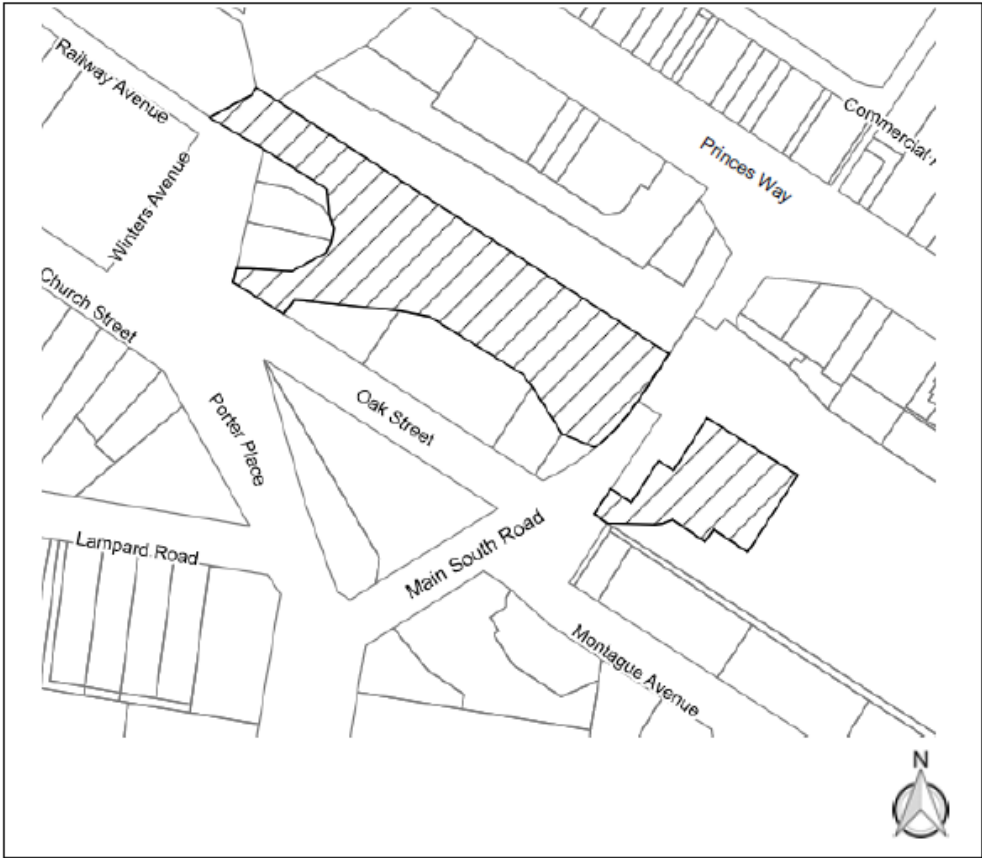 Railway Avenue
Commercial
Princes Way
Winters Avenue
Church Street
Porter Place
Oak Street
Lampard Road
Main South Road
Montague Avenue
N